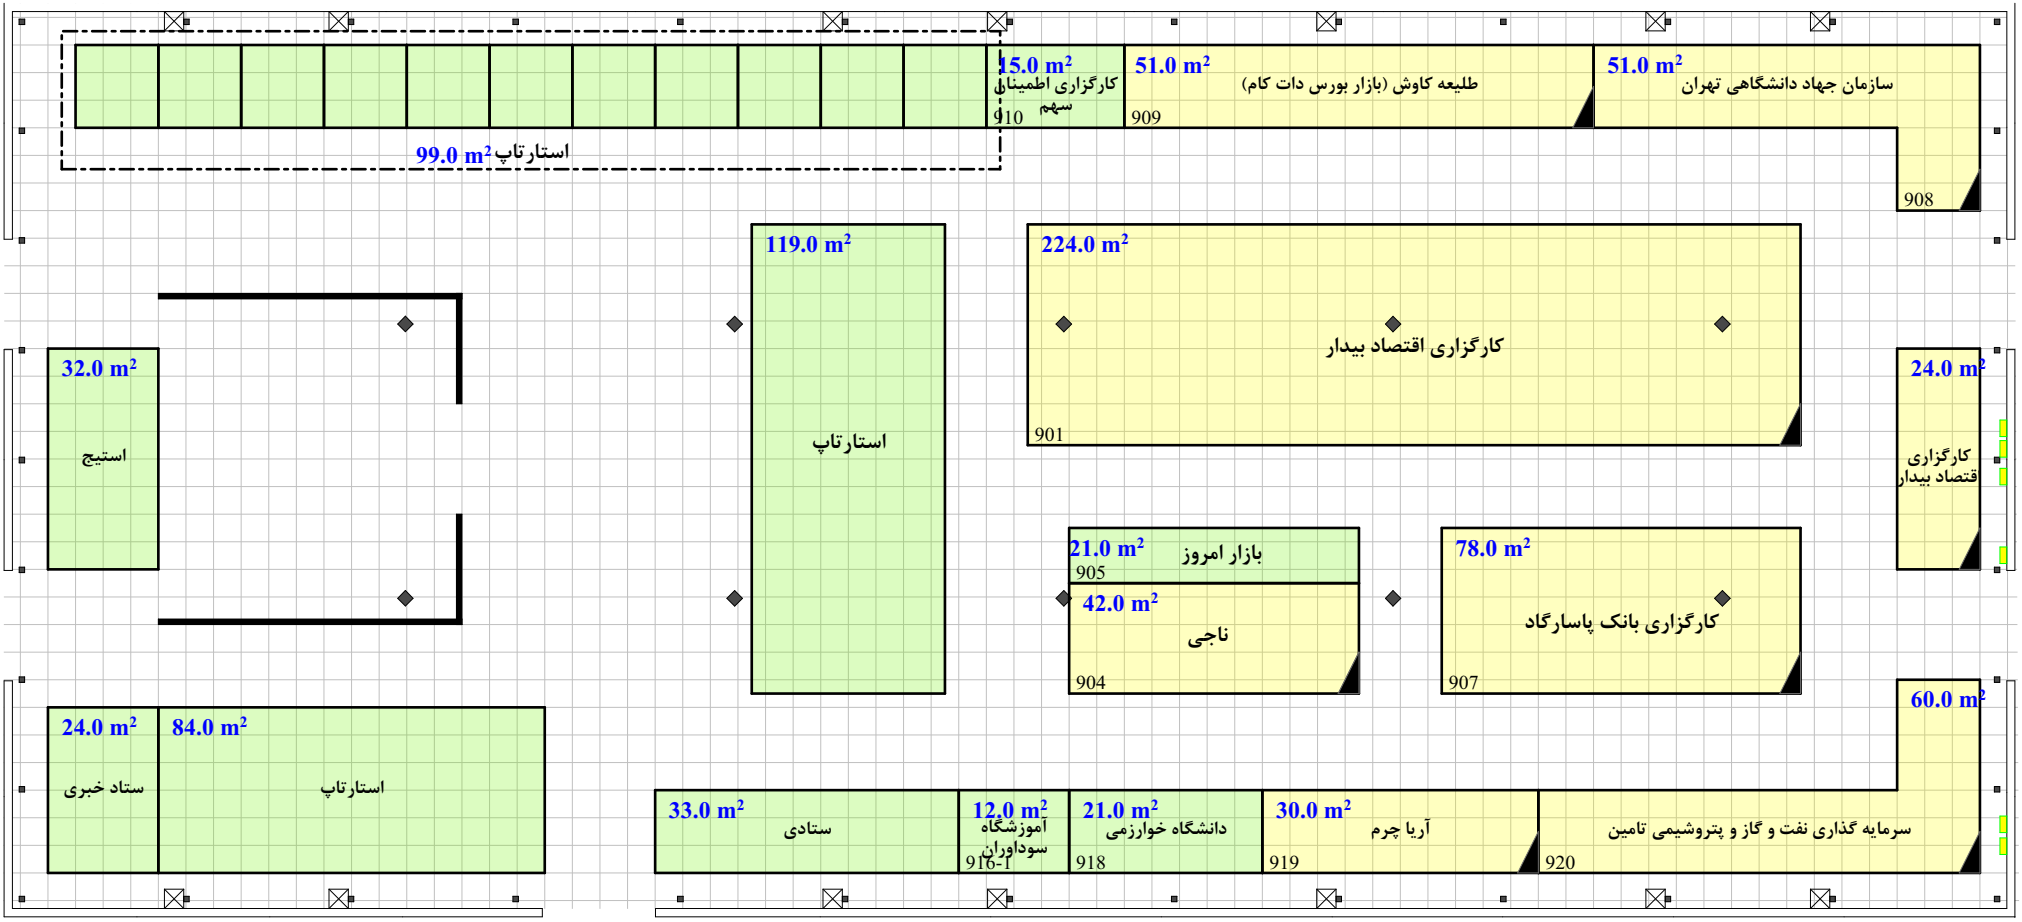 15.0 m²
کارگزاری اطمینان
سهم
910
51.0 m²
طلیعه کاوش (بازار بورس دات کام)
909
51.0 m²
سازمان جهاد دانشگاهی تهران
908
استارتاپ 99.0 m²
119.0 m²
استارتاپ
224.0 m²
کارگزاری اقتصاد بیدار
901
32.0 m²
استیج
24.0 m²
کارگزاری
اقتصاد بیدار
21.0 m²
بازار امروز
905
42.0 m²
ناجی
904
78.0 m²
کارگزاری بانک پاسارگاد
907
24.0 m²
ستاد خبری
84.0 m²
استارتاپ
33.0 m²
ستادی
12.0 m²
آموزشگاه
سوداوران
916-1
21.0 m²
دانشگاه خوارزمی
918
30.0 m²
آریا چرم
919
60.0 m²
سرمایه گذاری نفت و گاز و پتروشیمی تامین
920